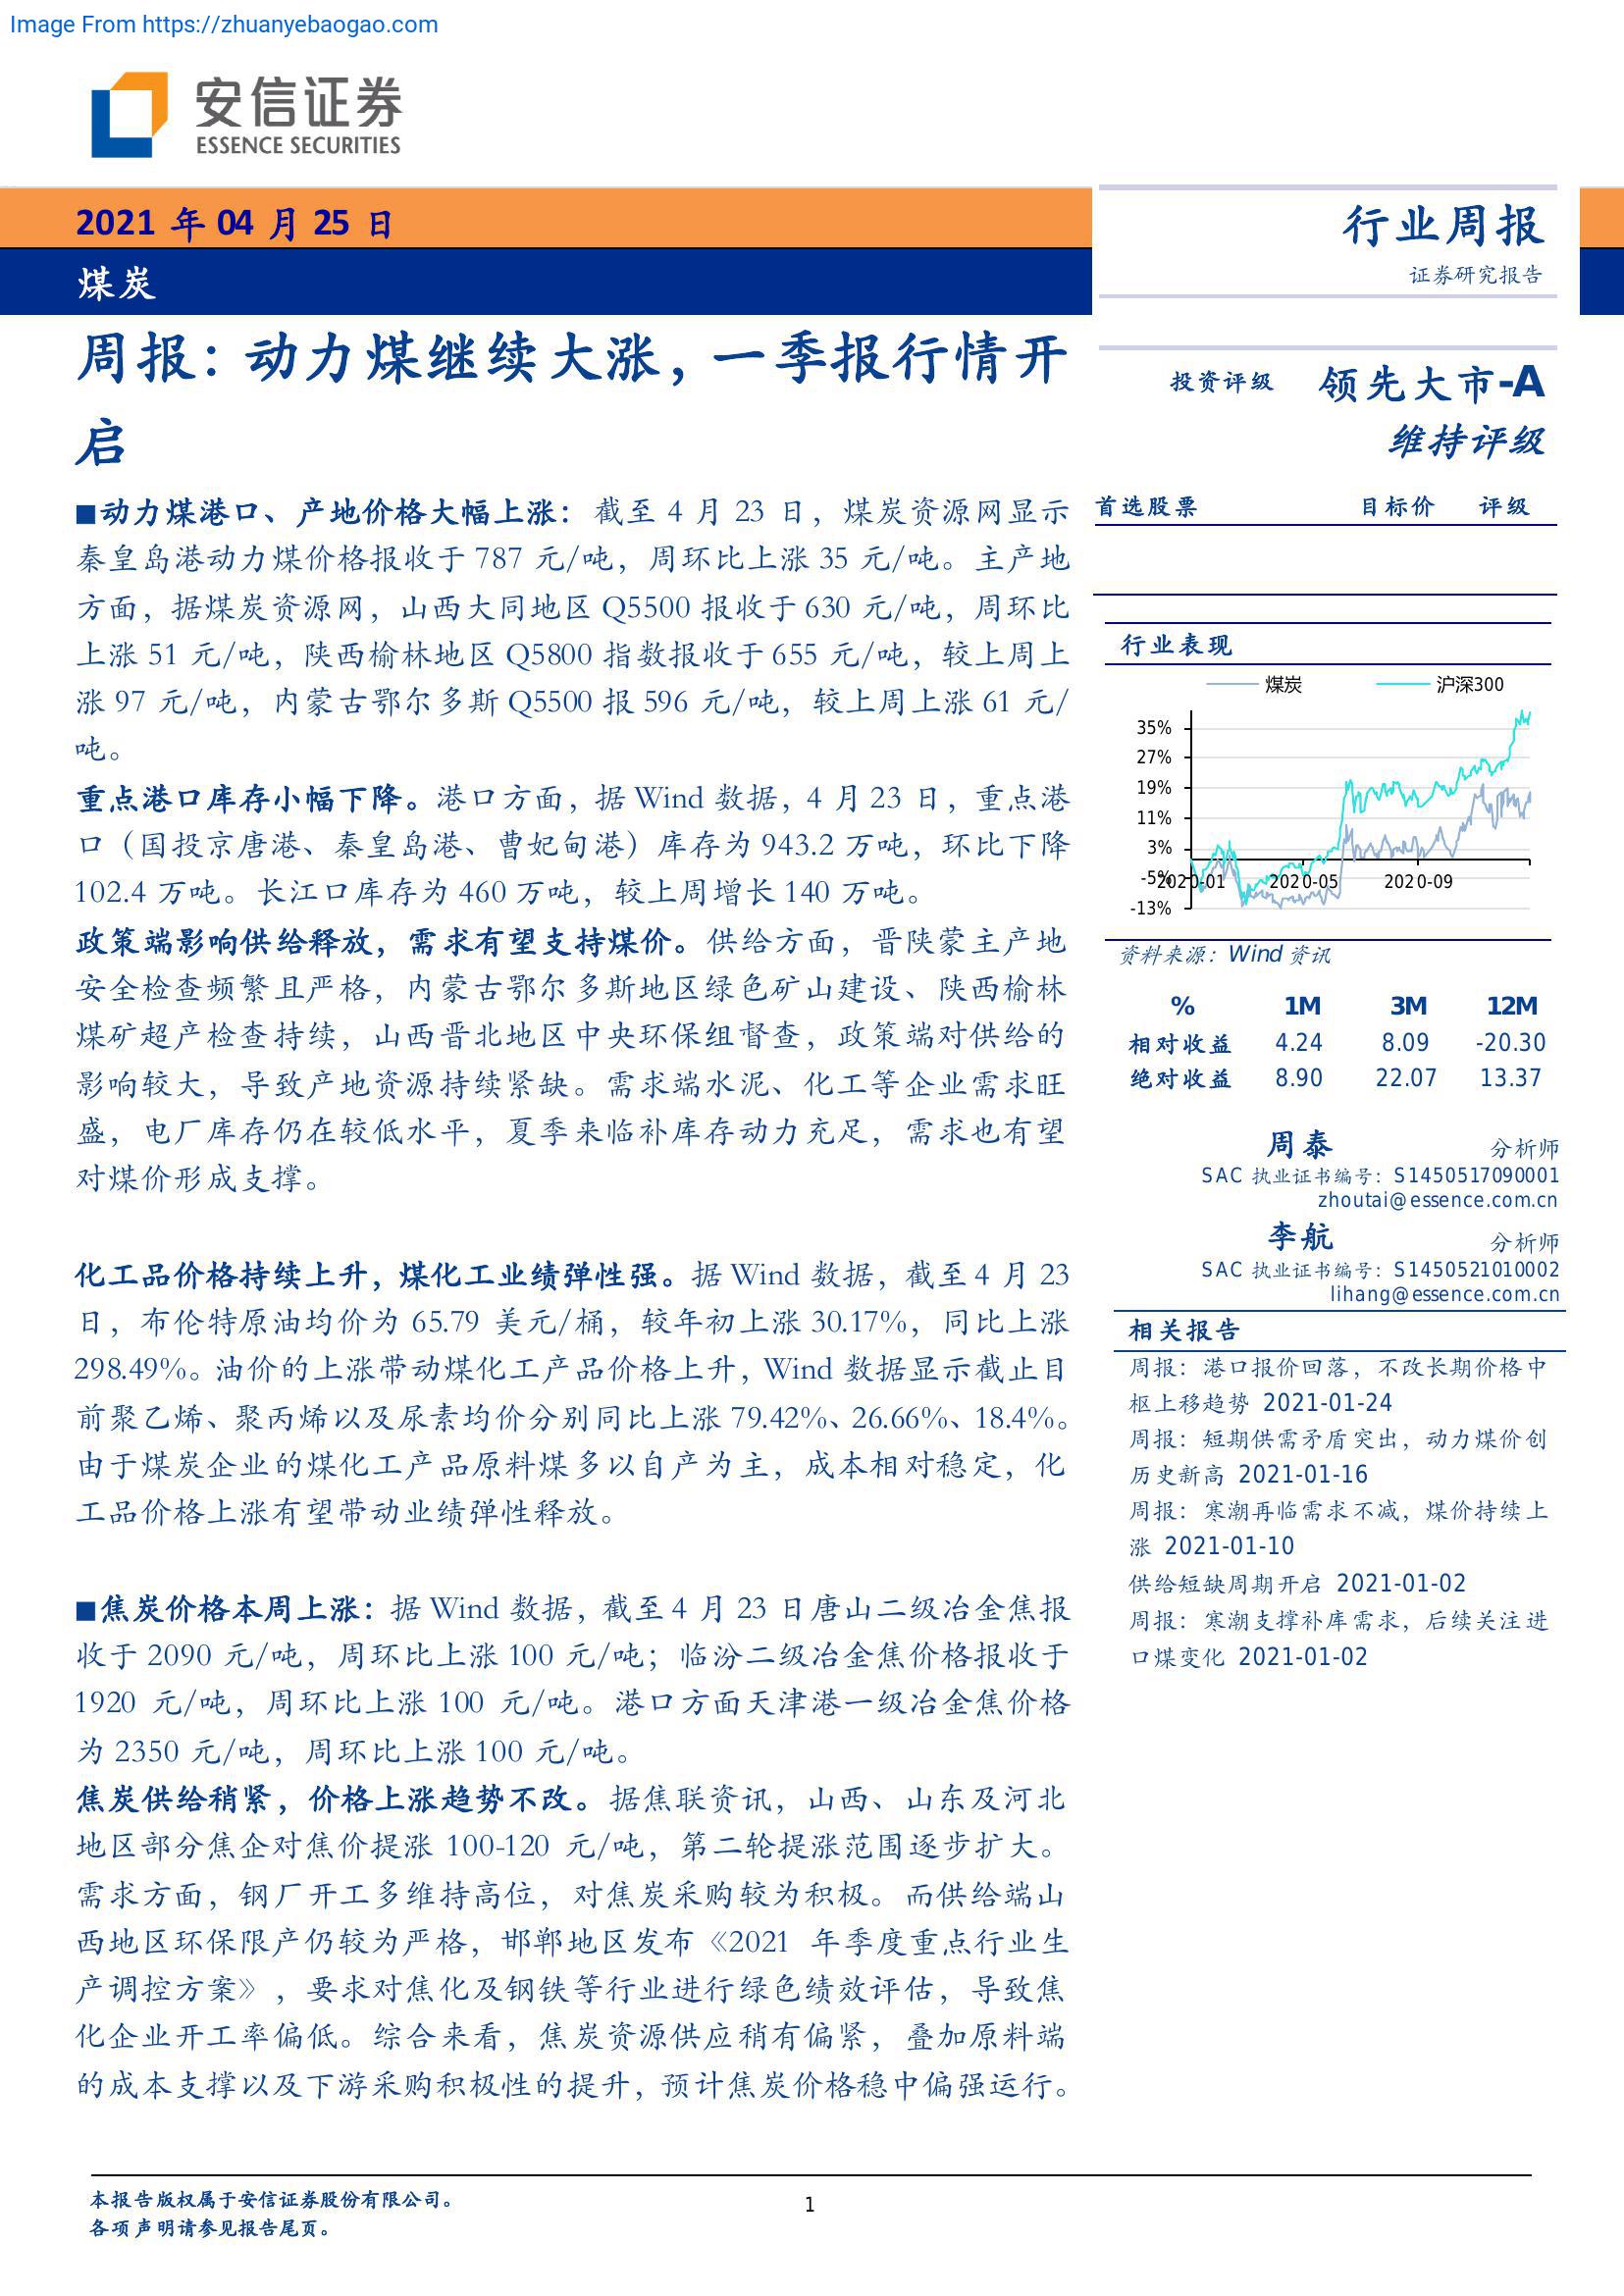 Image From https://zhuanyebaogao.com
安信证券
ESSENCE SECURITIES
2021 年 04 月 25 日
煤炭
行业周报
证券研究报告
周报：动力煤继续大涨，一季报行情开
启
■动力煤港口、产地价格大幅上涨：截至 4 月 23 日，煤炭资源网显示
秦皇岛港动力煤价格报收于 787 元/吨，周环比上涨 35 元/吨。主产地
方面，据煤炭资源网，山西大同地区 Q5500 报收于 630 元/吨，周环比
上涨 51 元/吨，陕西榆林地区 Q5800 指数报收于 655 元/吨，较上周上
涨 97 元/吨，内蒙古鄂尔多斯 Q5500 报 596 元/吨，较上周上涨 61 元/
吨。
重点港口库存小幅下降。港口方面，据 Wind 数据，4 月 23 日，重点港
口（国投京唐港、秦皇岛港、曹妃甸港）库存为 943.2 万吨，环比下降
102.4 万吨。长江口库存为 460 万吨，较上周增长 140 万吨。
政策端影响供给释放，需求有望支持煤价。供给方面，晋陕蒙主产地
安全检查频繁且严格，内蒙古鄂尔多斯地区绿色矿山建设、陕西榆林
煤矿超产检查持续，山西晋北地区中央环保组督查，政策端对供给的
影响较大，导致产地资源持续紧缺。需求端水泥、化工等企业需求旺
盛，电厂库存仍在较低水平，夏季来临补库存动力充足，需求也有望
对煤价形成支撑。
化工品价格持续上升，煤化工业绩弹性强。据 Wind 数据，截至 4 月 23
日，布伦特原油均价为 65.79 美元/桶，较年初上涨 30.17%，同比上涨
298.49%。油价的上涨带动煤化工产品价格上升，Wind 数据显示截止目
前聚乙烯、聚丙烯以及尿素均价分别同比上涨 79.42%、26.66%、18.4%。
由于煤炭企业的煤化工产品原料煤多以自产为主，成本相对稳定，化
工品价格上涨有望带动业绩弹性释放。
■焦炭价格本周上涨：据 Wind 数据，截至 4 月 23 日唐山二级冶金焦报
收于 2090 元/吨，周环比上涨 100 元/吨；临汾二级冶金焦价格报收于
1920 元/吨，周环比上涨 100 元/吨。港口方面天津港一级冶金焦价格
为 2350 元/吨，周环比上涨 100 元/吨。
焦炭供给稍紧，价格上涨趋势不改。据焦联资讯，山西、山东及河北
地区部分焦企对焦价提涨 100-120 元/吨，第二轮提涨范围逐步扩大。
需求方面，钢厂开工多维持高位，对焦炭采购较为积极。而供给端山
西地区环保限产仍较为严格，邯郸地区发布《2021 年季度重点行业生
产调控方案》，要求对焦化及钢铁等行业进行绿色绩效评估，导致焦
化企业开工率偏低。综合来看，焦炭资源供应稍有偏紧，叠加原料端
的成本支撑以及下游采购积极性的提升，预计焦炭价格稳中偏强运行。
投资评级 领先大市-A
维持评级
首选股票 目标价 评级
行业表现
煤炭 沪深300
35%
27%
19%
11%
3%
-5%
-13%
2020-01 2020-05 2020-09
资料来源：Wind 资讯
% 1M 3M 12M
相对收益 4.24 8.09 -20.30
绝对收益 8.90 22.07 13.37
周泰 分析师
SAC 执业证书编号：S1450517090001
zhoutai@essence.com.cn
李航 分析师
SAC 执业证书编号：S1450521010002
lihang@essence.com.cn
相关报告
周报：港口报价回落，不改长期价格中
枢上移趋势 2021-01-24
周报：短期供需矛盾突出，动力煤价创
历史新高 2021-01-16
周报：寒潮再临需求不减，煤价持续上
涨 2021-01-10
供给短缺周期开启 2021-01-02
周报：寒潮支撑补库需求，后续关注进
口煤变化 2021-01-02
本报告版权属于安信证券股份有限公司。
各项声明请参见报告尾页。
1